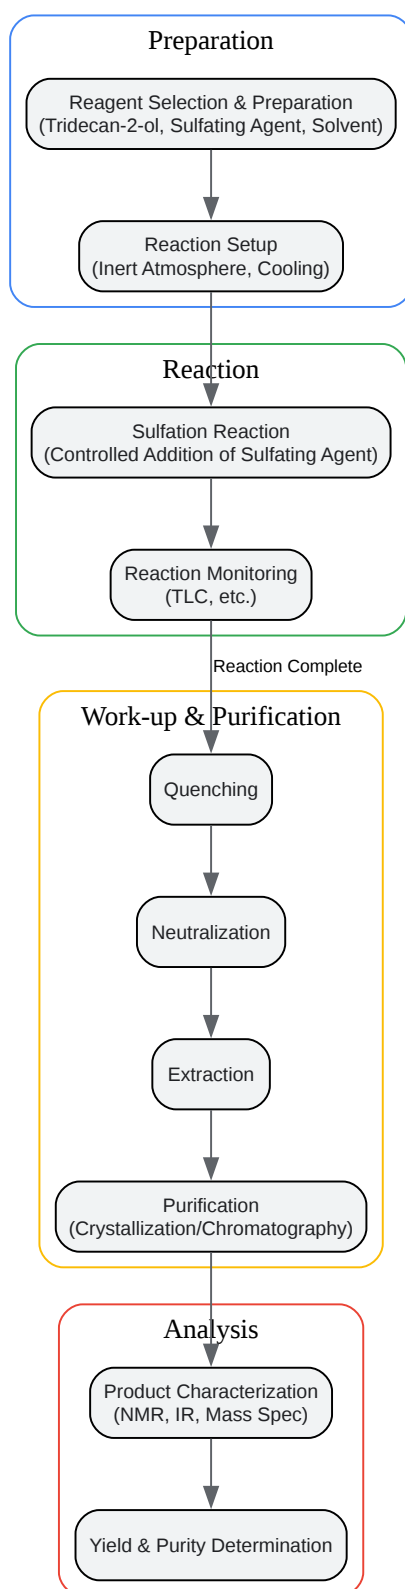 Preparation
Reagent Selection & Preparation
(Tridecan-2-ol, Sulfating Agent, Solvent)
Reaction Setup
(Inert Atmosphere, Cooling)
Reaction
Sulfation Reaction
(Controlled Addition of Sulfating Agent)
Reaction Monitoring
(TLC, etc.)
Reaction Complete
Work-up & Purification
Quenching
Neutralization
Extraction
Purification
(Crystallization/Chromatography)
Analysis
Product Characterization
(NMR, IR, Mass Spec)
Yield & Purity Determination